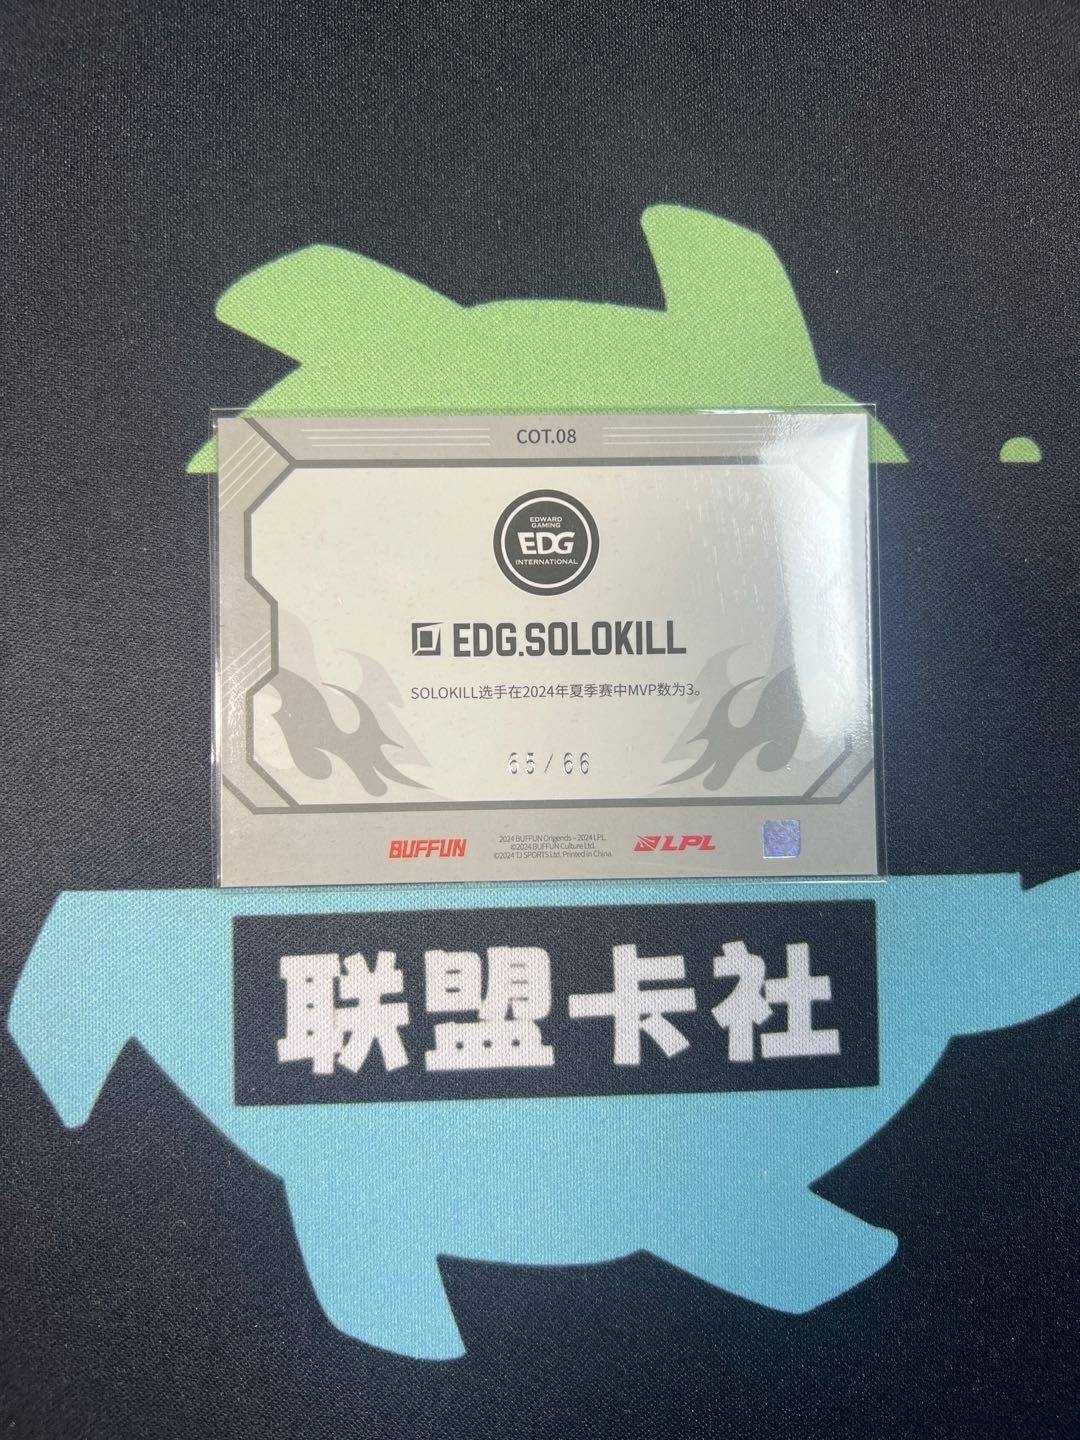 COT.08
EDWARD
GAMING
EDG
INTERNATIONAL
EDG.SOLOKILL
SOLOKILL选手在2024年夏季赛中MVP数为3。
65/66
BUFFUN
2024 BUFFUN Origends – 2024 LPL.
©2024 BUFFUN Culture Ltd.
©2024 TJ SPORTS Ltd. Printed in China.
LPL
联盟卡社